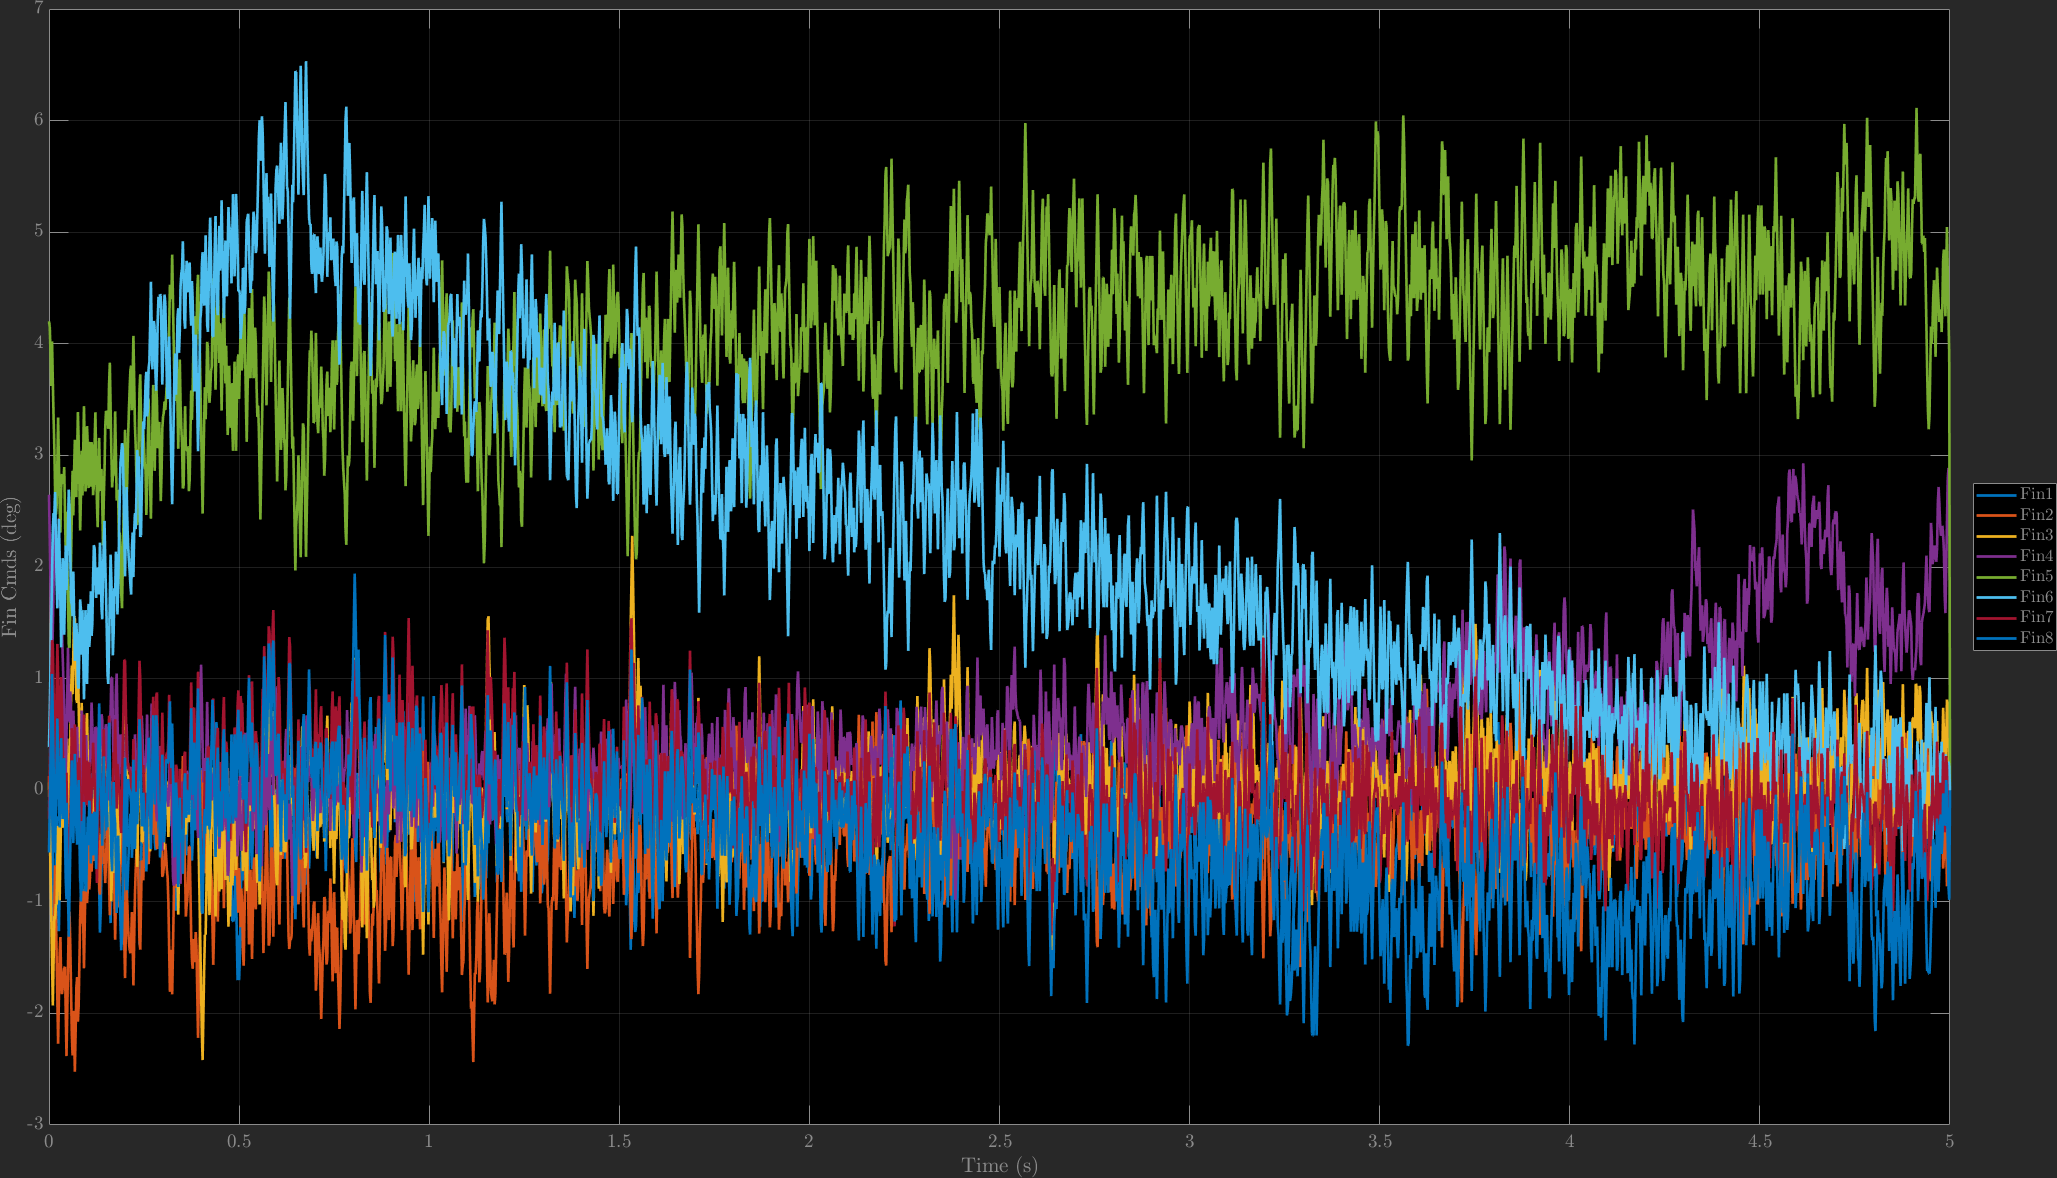 7
6
5
4
3
2
1
0
-1
-2
-3
Fin Cmds (deg)
0 0.5 1 1.5 2 2.5 3 3.5 4 4.5 5
Time (s)
Fin1
Fin2
Fin3
Fin4
Fin5
Fin6
Fin7
Fin8